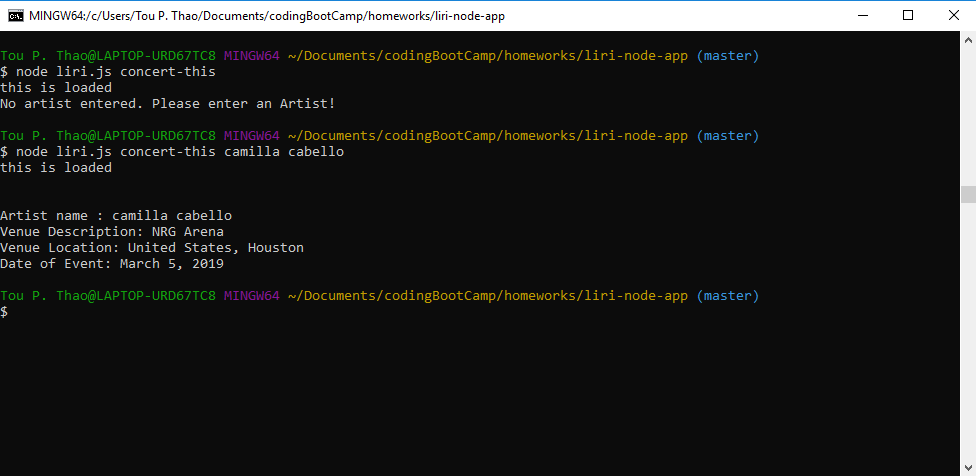 MINGW64:/c/Users/Tou P. Thao/Documents/codingBootCamp/homeworks/liri-node-app
Tou P. Thao@LAPTOP-URD67TC8 MINGW64 ~/Documents/codingBootCamp/homeworks/liri-node-app (master)
$ node liri.js concert-this
this is loaded
No artist entered. Please enter an Artist!
Tou P. Thao@LAPTOP-URD67TC8 MINGW64 ~/Documents/codingBootCamp/homeworks/liri-node-app (master)
$ node liri.js concert-this camilla cabello
this is loaded
Artist name : camilla cabello
Venue Description: NRG Arena
Venue Location: United States, Houston
Date of Event: March 5, 2019
Tou P. Thao@LAPTOP-URD67TC8 MINGW64 ~/Documents/codingBootCamp/homeworks/liri-node-app (master)
$